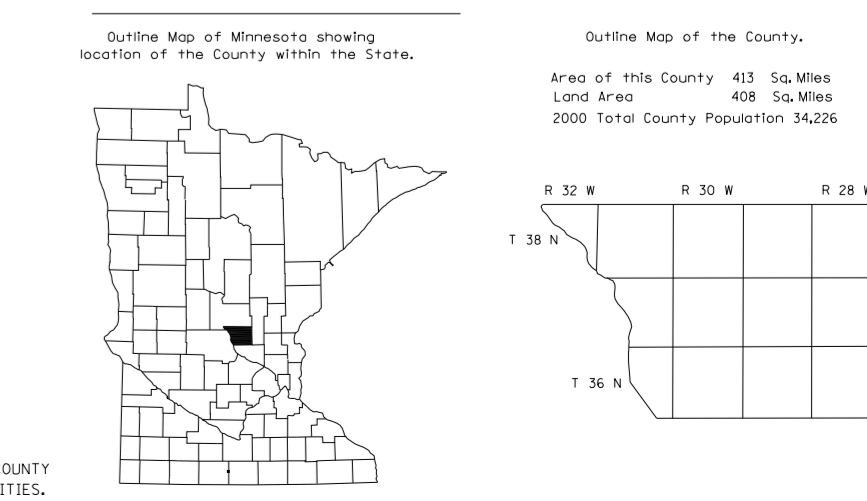 Outline Map of Minnesota showing
location of the County within the State.
Outline Map of the County.
Area of this County 413 Sq. Miles
Land Area 408 Sq. Miles
2000 Total County Population 34,226
R 32 W
R 30 W
R 28 W
T 38 N
T 36 N
OUNTY
ITIES.